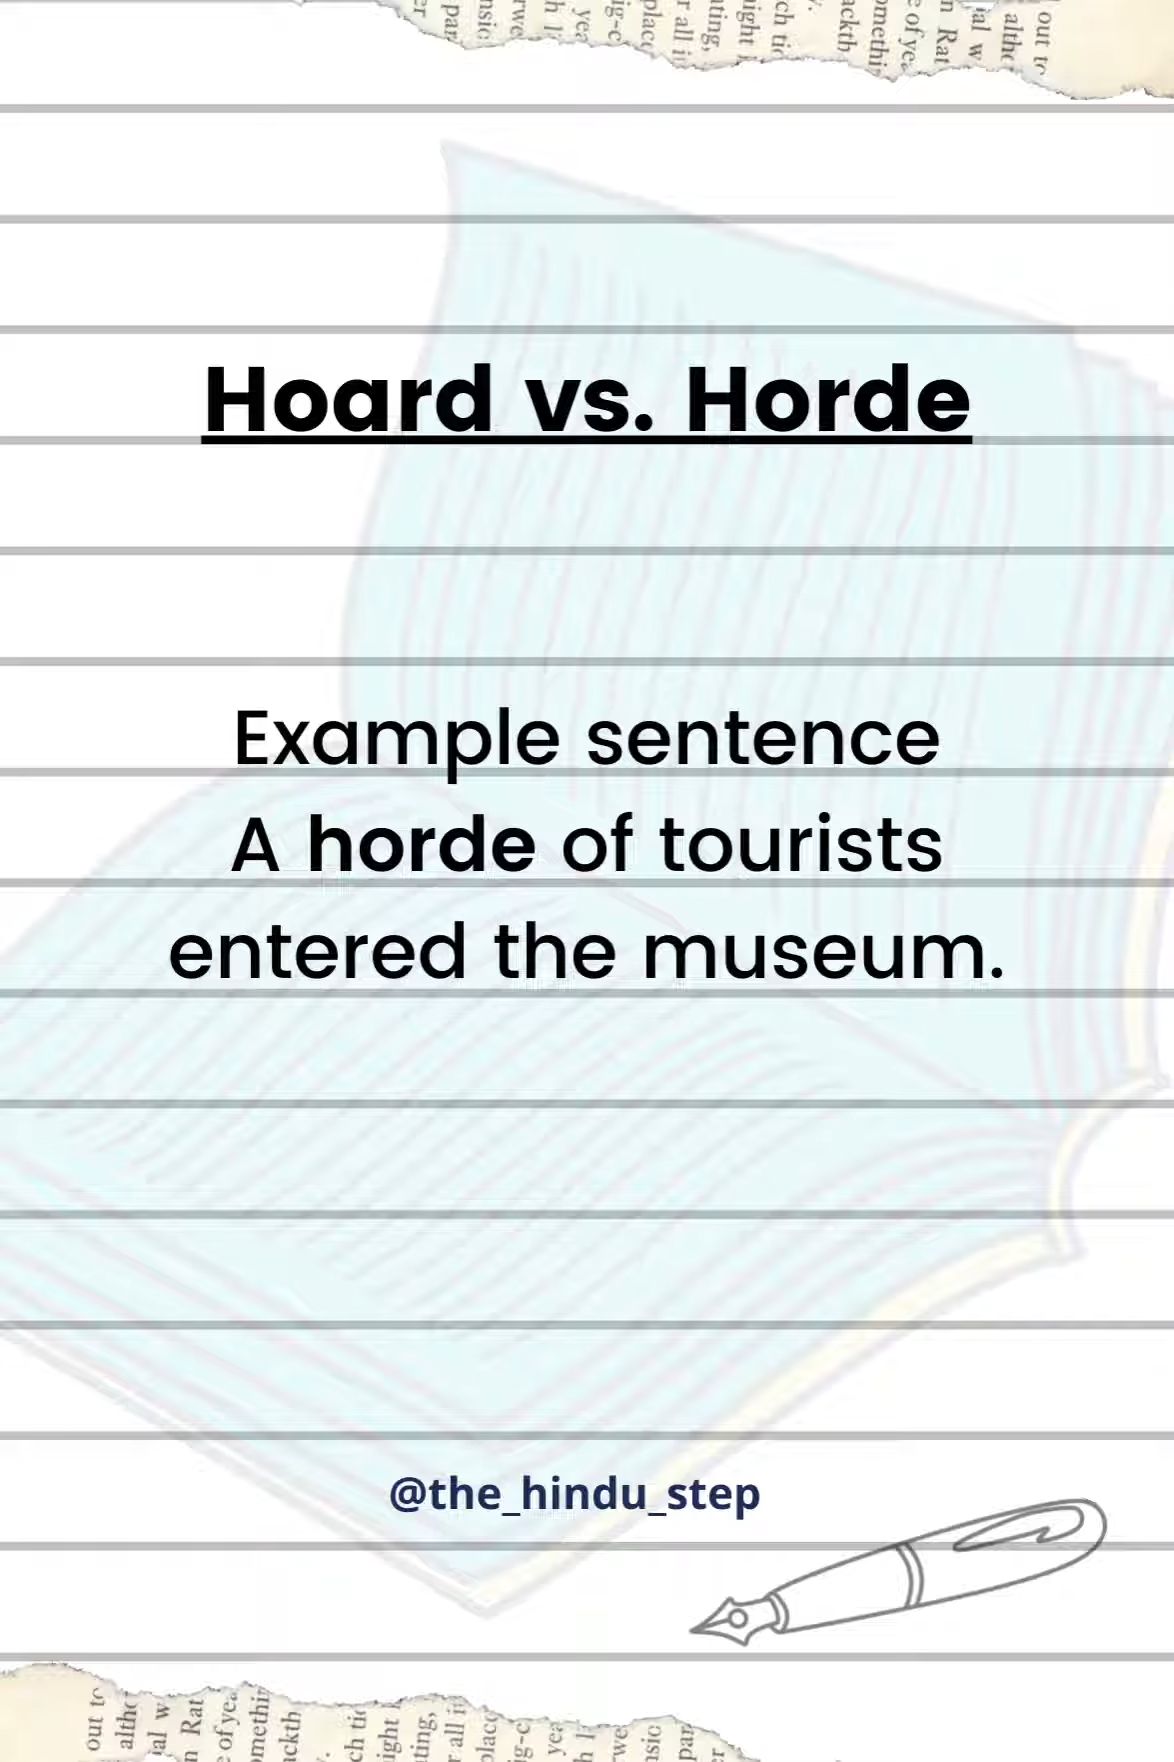 Hoard vs. Horde
Example sentence
A horde of tourists
entered the museum.
@the_hindu_step